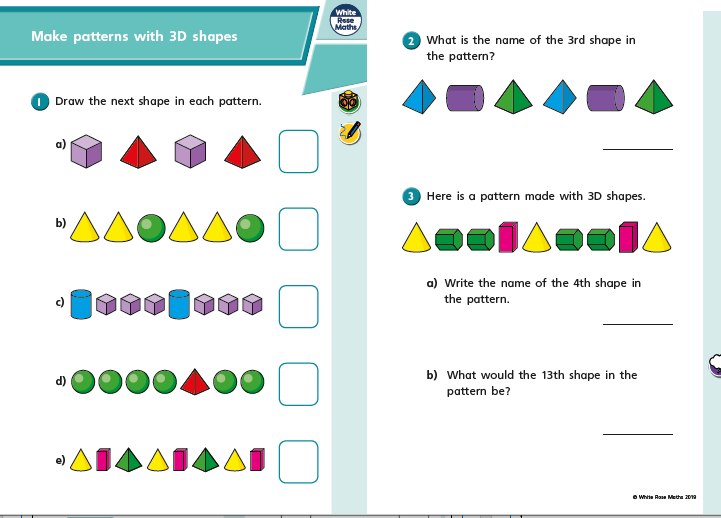 Make patterns with 3D shapes
White
Rose
Maths
1 Draw the next shape in each pattern.
a)
b)
c)
d)
e)
2 What is the name of the 3rd shape in
the pattern?
3 Here is a pattern made with 3D shapes.
a) Write the name of the 4th shape in
the pattern.
b) What would the 13th shape in the
pattern be?
© White Rose Maths 2019